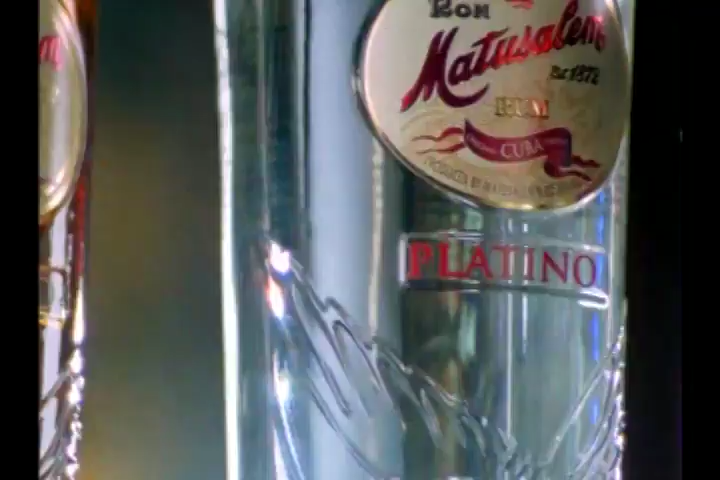 Ron
Matusalem
Est 1872
RUM
CUBA
PLATINO